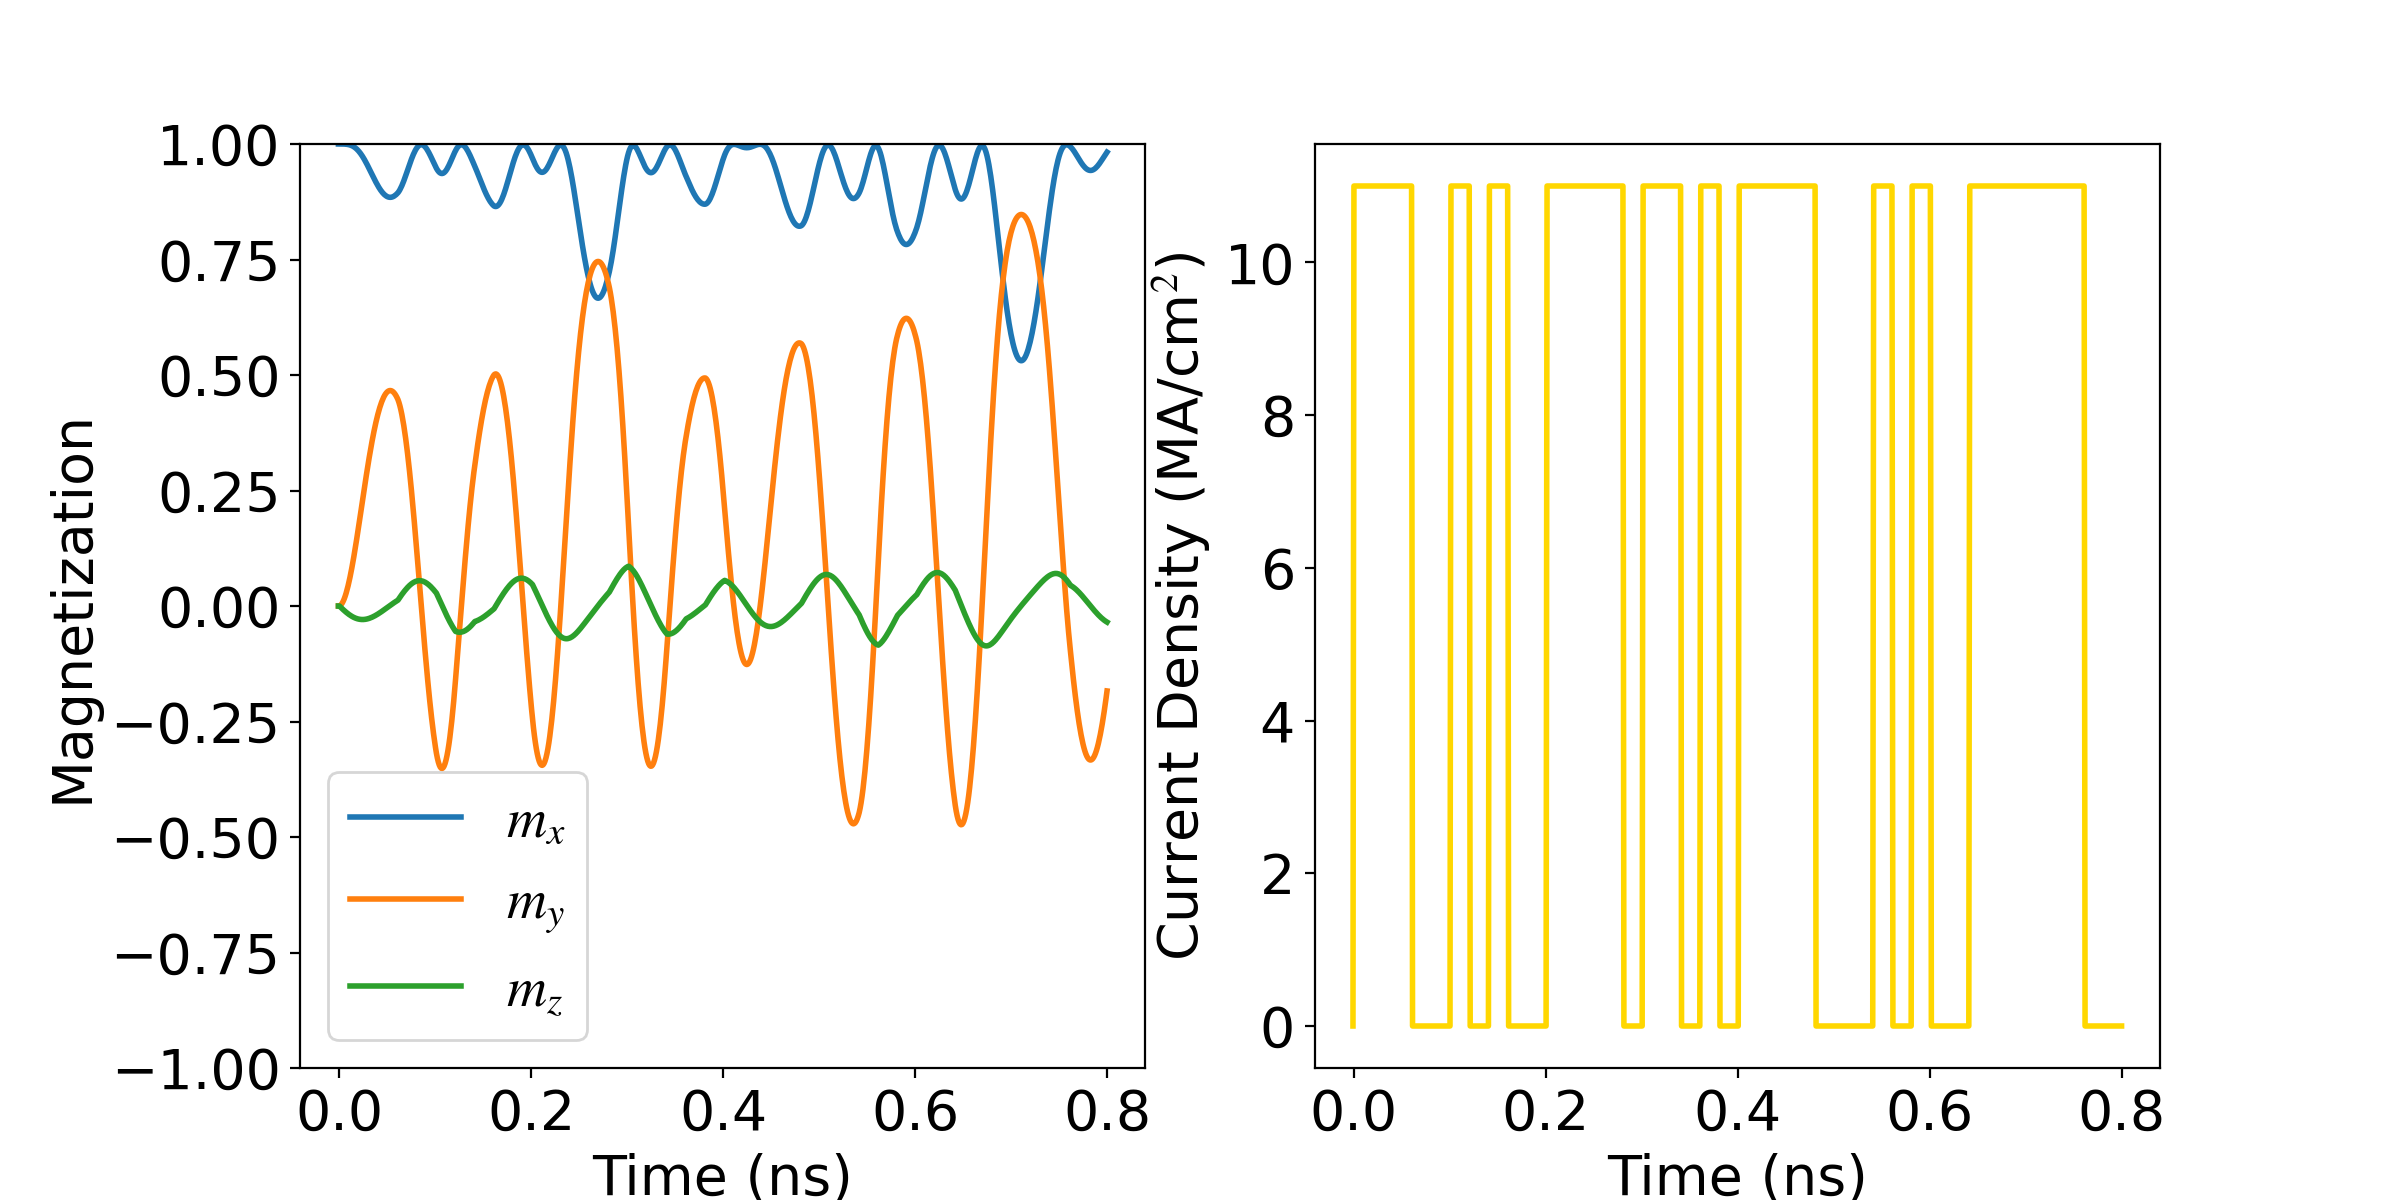 Magnetization
1.00
0.75
0.50
0.25
0.00
−0.25
−0.50
−0.75
−1.00
m_x
m_y
m_z
0.0 0.2 0.4 0.6 0.8
Time (ns)
Current Density (MA/cm²)
10
8
6
4
2
0
0.0 0.2 0.4 0.6 0.8
Time (ns)